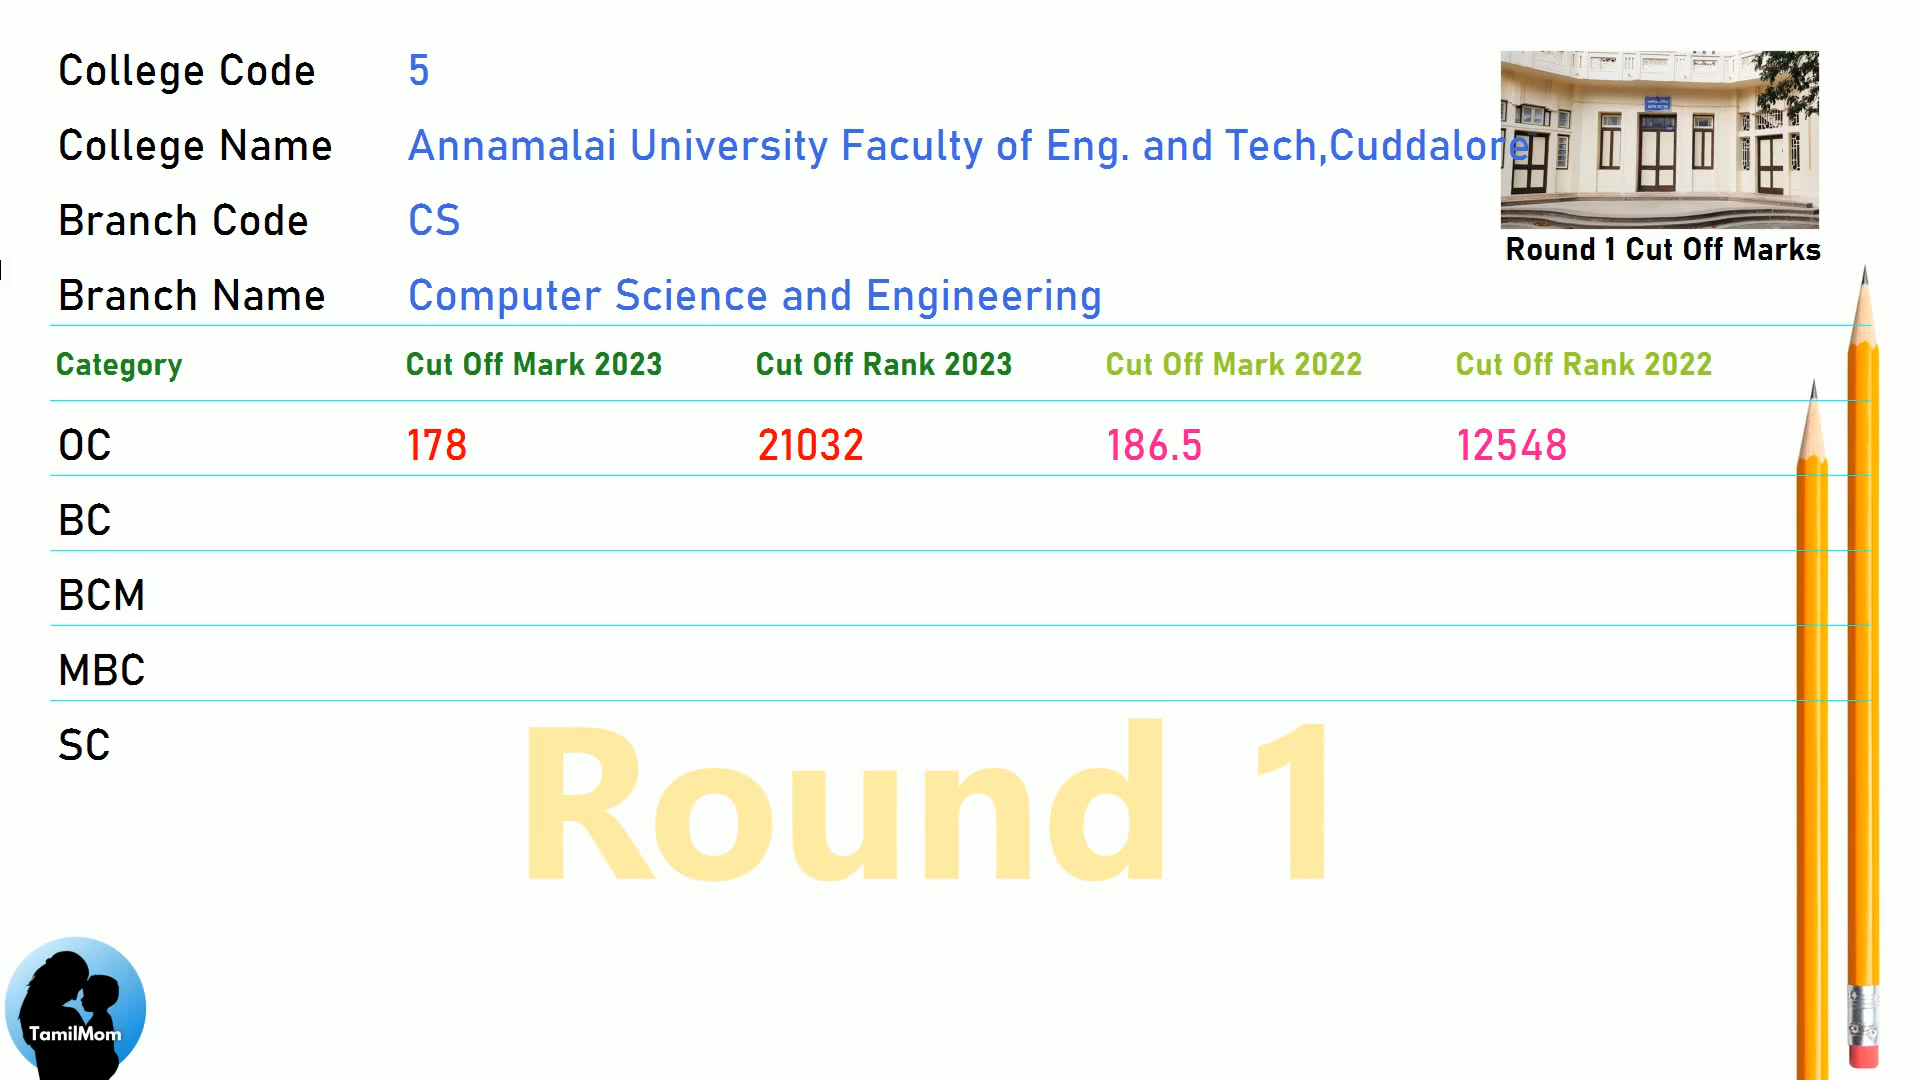 College Code 5
College Name Annamalai University Faculty of Eng. and Tech,Cuddalore
Branch Code CS
Round 1 Cut Off Marks
Branch Name Computer Science and Engineering
Category Cut Off Mark 2023 Cut Off Rank 2023 Cut Off Mark 2022 Cut Off Rank 2022
OC 178 21032 186.5 12548
BC
BCM
MBC
SC
Round 1
TamilMom